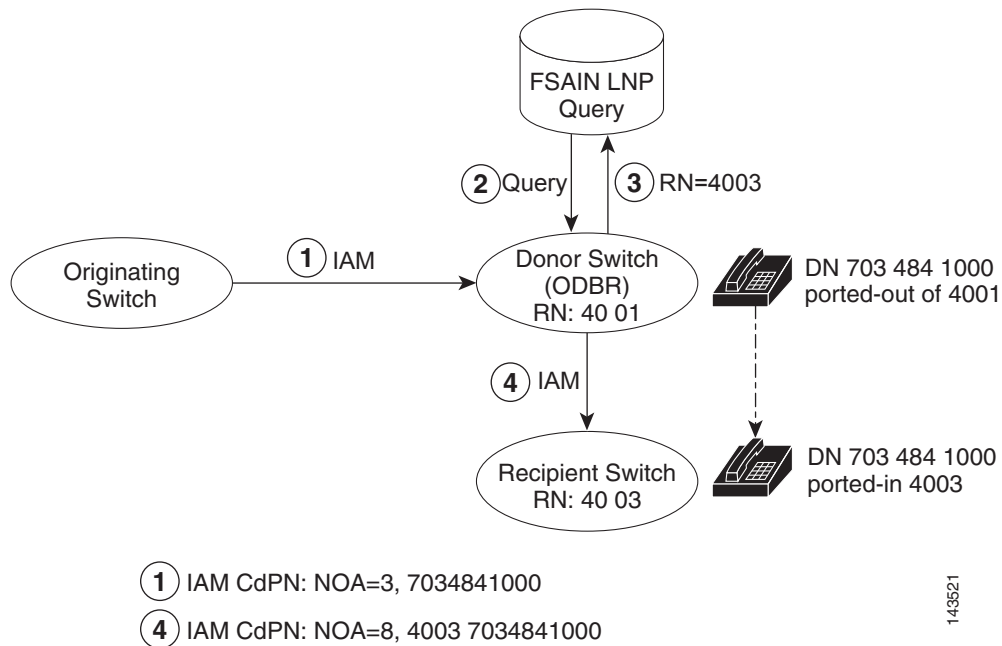 FSAIN LNP
Query
2 Query
3 RN=4003
1 IAM
Originating
Switch
Donor Switch
(ODBR)
RN: 40 01
DN 703 484 1000
ported-out of 4001
4 IAM
Recipient Switch
RN: 40 03
DN 703 484 1000
ported-in 4003
1 IAM CdPN: NOA=3, 7034841000
4 IAM CdPN: NOA=8, 4003 7034841000
143521